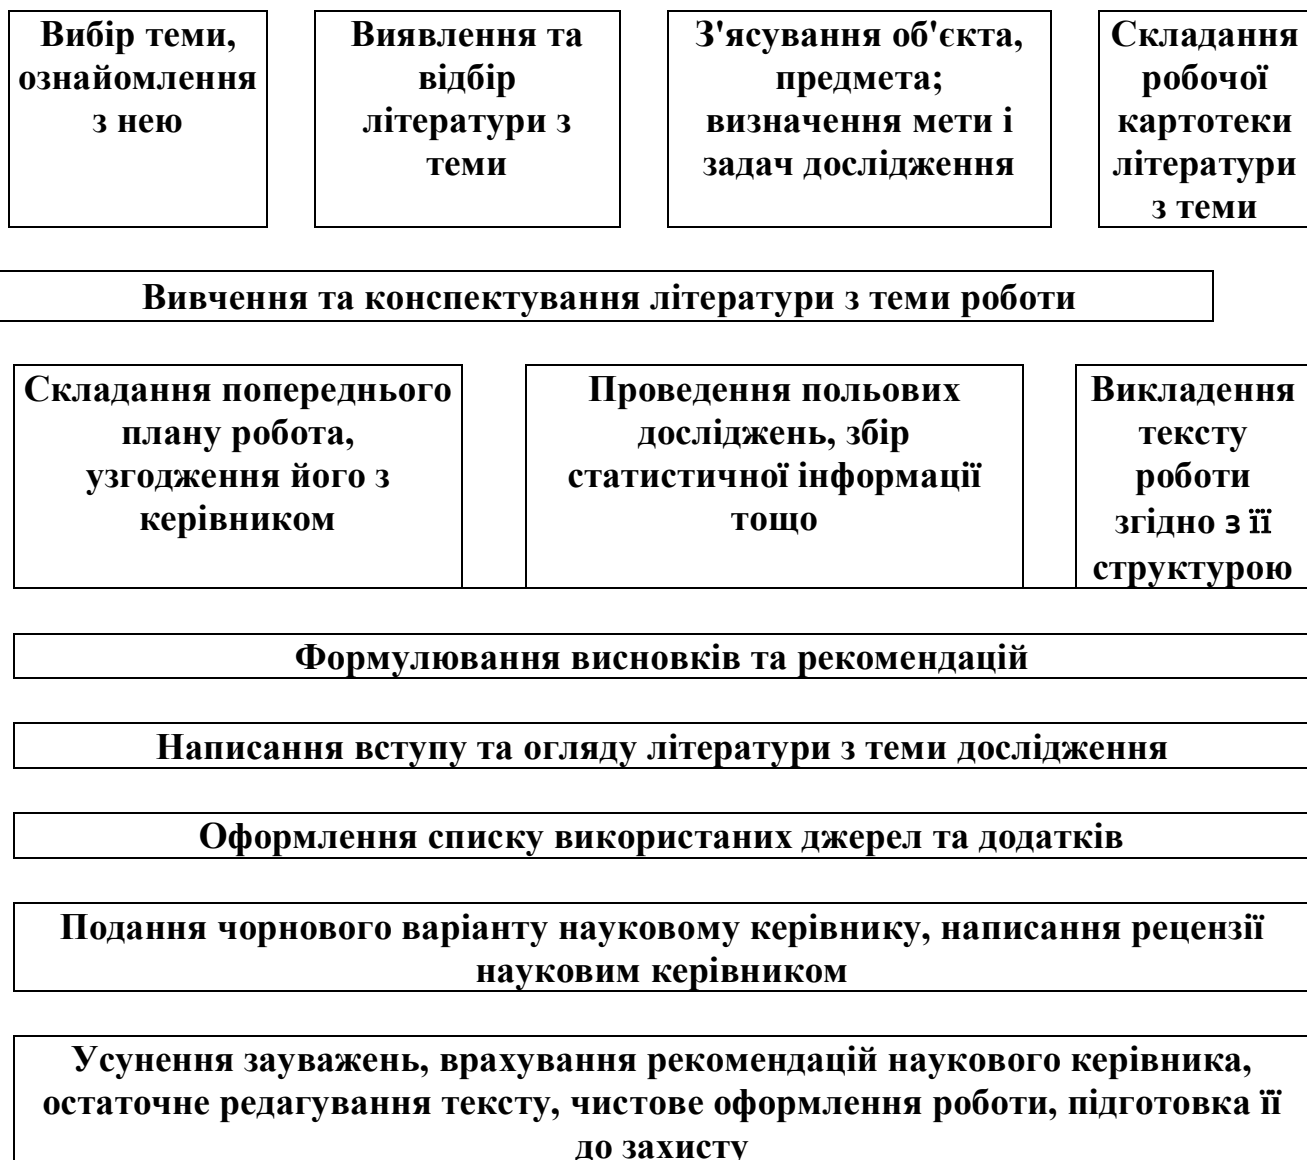 Вибір теми,
ознайомлення
з нею
Виявлення та
відбір
літератури з
теми
З'ясування об'єкта,
предмета;
визначення мети і
задач дослідження
Складання
робочої
картотеки
літератури
з теми
Вивчення та конспектування літератури з теми роботи
Складання попереднього
плану робота,
узгодження його з
керівником
Проведення польових
досліджень, збір
статистичної інформації
тощо
Викладення
тексту
роботи
згідно з її
структурою
Формулювання висновків та рекомендацій
Написання вступу та огляду літератури з теми дослідження
Оформлення списку використаних джерел та додатків
Подання чорнового варіанту науковому керівнику, написання рецензії
науковим керівником
Усунення зауважень, врахування рекомендацій наукового керівника,
остаточне редагування тексту, чистове оформлення роботи, підготовка її
до захисту